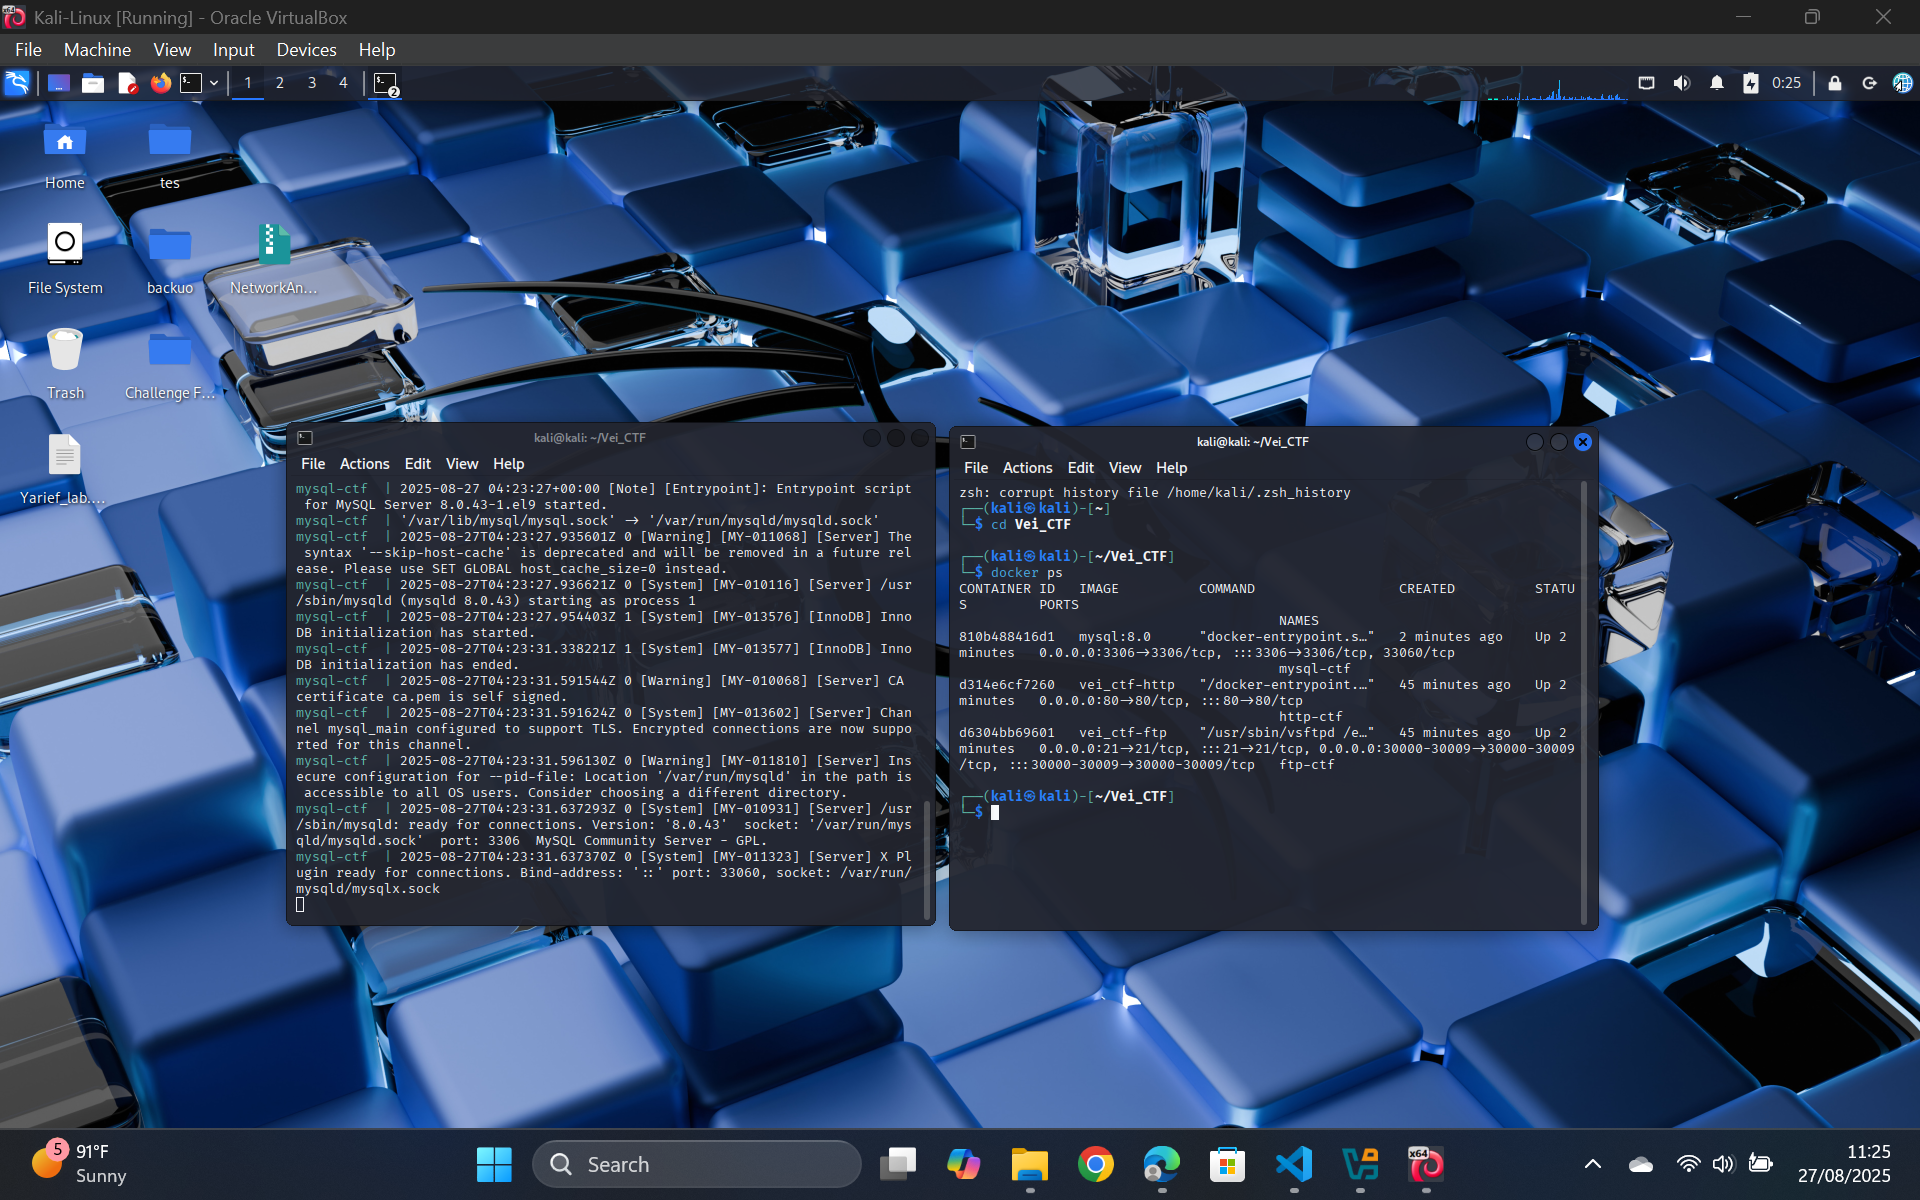 Kali-Linux [Running] - Oracle VirtualBox
File Machine View Input Devices Help
1 2 3 4
2
0:25
Home
tes
File System
backuo
NetworkAn...
Trash
Challenge F...
Yarief_lab....
kali@kali: ~/Vei_CTF
File Actions Edit View Help
mysql-ctf  | 2025-08-27 04:23:27+00:00 [Note] [Entrypoint]: Entrypoint script
 for MySQL Server 8.0.43-1.el9 started.
mysql-ctf  | '/var/lib/mysql/mysql.sock' -> '/var/run/mysqld/mysqld.sock'
mysql-ctf  | 2025-08-27T04:23:27.935601Z 0 [Warning] [MY-011068] [Server] The
 syntax '--skip-host-cache' is deprecated and will be removed in a future rel
ease. Please use SET GLOBAL host_cache_size=0 instead.
mysql-ctf  | 2025-08-27T04:23:27.936621Z 0 [System] [MY-010116] [Server] /usr
/sbin/mysqld (mysqld 8.0.43) starting as process 1
mysql-ctf  | 2025-08-27T04:23:27.954403Z 1 [System] [MY-013576] [InnoDB] Inno
DB initialization has started.
mysql-ctf  | 2025-08-27T04:23:31.338221Z 1 [System] [MY-013577] [InnoDB] Inno
DB initialization has ended.
mysql-ctf  | 2025-08-27T04:23:31.591544Z 0 [Warning] [MY-010068] [Server] CA
certificate ca.pem is self signed.
mysql-ctf  | 2025-08-27T04:23:31.591624Z 0 [System] [MY-013602] [Server] Chan
nel mysql_main configured to support TLS. Encrypted connections are now suppo
rted for this channel.
mysql-ctf  | 2025-08-27T04:23:31.596130Z 0 [Warning] [MY-011810] [Server] Ins
ecure configuration for --pid-file: Location '/var/run/mysqld' in the path is
 accessible to all OS users. Consider choosing a different directory.
mysql-ctf  | 2025-08-27T04:23:31.637293Z 0 [System] [MY-010931] [Server] /usr
/sbin/mysqld: ready for connections. Version: '8.0.43'  socket: '/var/run/mys
qld/mysqld.sock'  port: 3306  MySQL Community Server - GPL.
mysql-ctf  | 2025-08-27T04:23:31.637370Z 0 [System] [MY-011323] [Server] X Pl
ugin ready for connections. Bind-address: '::' port: 33060, socket: /var/run/
mysqld/mysqlx.sock
kali@kali: ~/Vei_CTF
File Actions Edit View Help
zsh: corrupt history file /home/kali/.zsh_history
┌──(kali㉿kali)-[~]
└─$ cd Vei_CTF
┌──(kali㉿kali)-[~/Vei_CTF]
└─$ docker ps
CONTAINER ID   IMAGE          COMMAND                  CREATED          STATU
S         PORTS
NAMES
810b488416d1   mysql:8.0      "docker-entrypoint.s…"   2 minutes ago    Up 2
minutes   0.0.0.0:3306->3306/tcp, :::3306->3306/tcp, 33060/tcp
mysql-ctf
d314e6cf7260   vei_ctf-http   "/docker-entrypoint.…"   45 minutes ago   Up 2
minutes   0.0.0.0:80->80/tcp, :::80->80/tcp
http-ctf
d6304bb69601   vei_ctf-ftp    "/usr/sbin/vsftpd /e…"   45 minutes ago   Up 2
minutes   0.0.0.0:21->21/tcp, :::21->21/tcp, 0.0.0.0:30000-30009->30000-30009
/tcp, :::30000-30009->30000-30009/tcp   ftp-ctf
┌──(kali㉿kali)-[~/Vei_CTF]
└─$
5
91°F
Sunny
Search
x64
11:25
27/08/2025